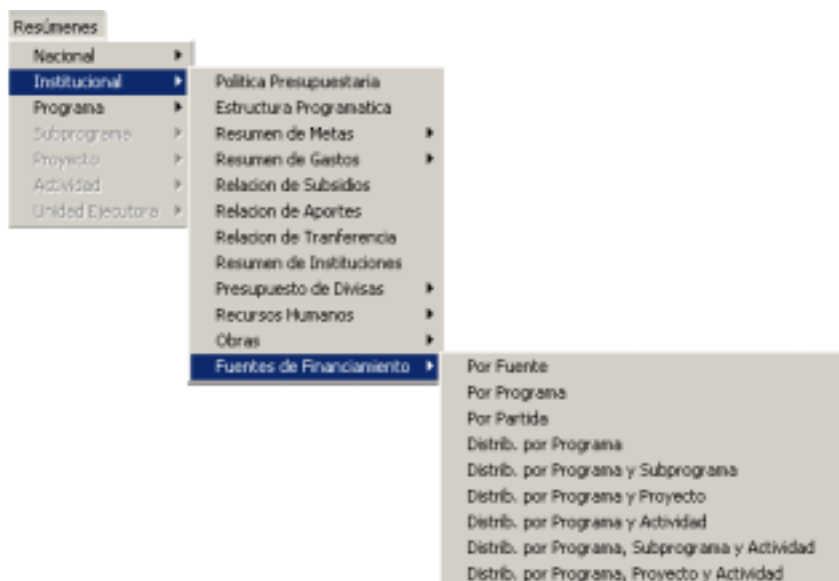 Resúmenes
Nacional
Institucional
Programa
Subprograma
Proyecto
Actividad
Unidad Ejecutora
Politica Presupuestaria
Estructura Programatica
Resumen de Metas
Resumen de Gastos
Relacion de Subsidios
Relacion de Aportes
Relacion de Tranferencia
Resumen de Instituciones
Presupuesto de Divisas
Recursos Humanos
Obras
Fuentes de Financiamiento
Por Fuente
Por Programa
Por Partida
Distrib. por Programa
Distrib. por Programa y Subprograma
Distrib. por Programa y Proyecto
Distrib. por Programa y Actividad
Distrib. por Programa, Subprograma y Actividad
Distrib. por Programa, Proyecto y Actividad